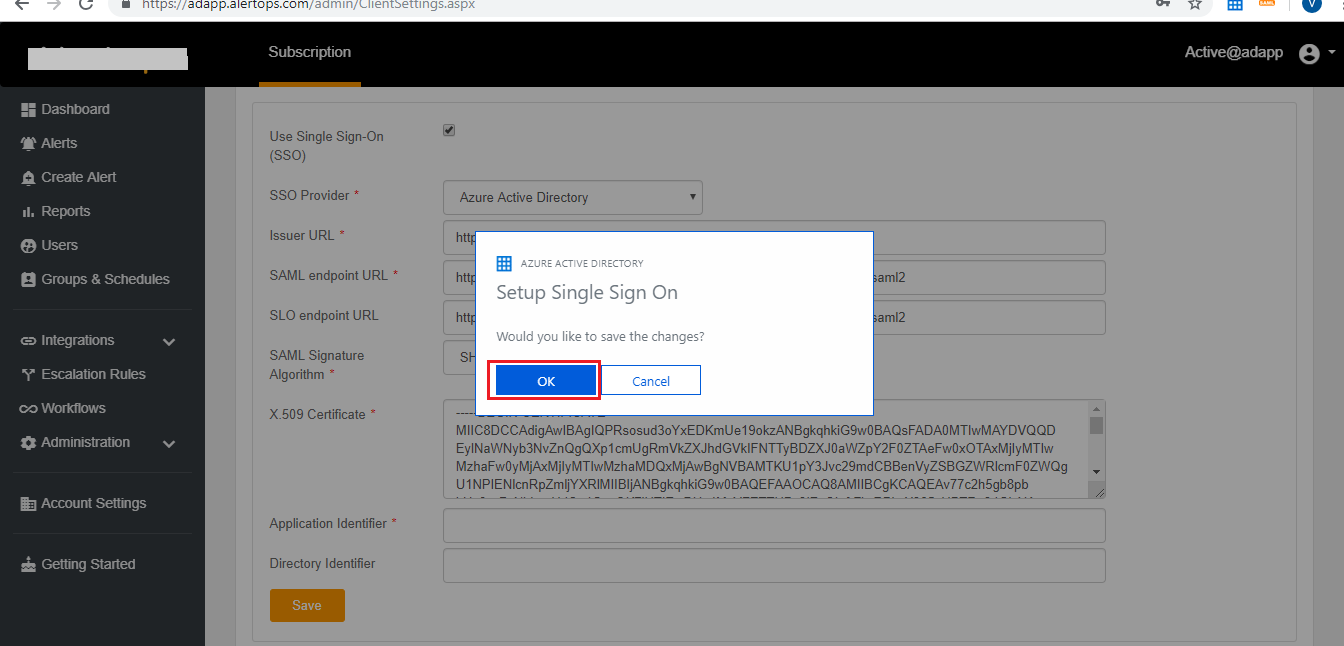 https://adapp.alertops.com/admin/ClientSettings.aspx
V
Subscription
Active@adapp
Dashboard
Alerts
Create Alert
Reports
Users
Groups & Schedules
Integrations
Escalation Rules
Workflows
Administration
Account Settings
Getting Started
Use Single Sign-On
(SSO)
SSO Provider *
Azure Active Directory
Issuer URL *
http
SAML endpoint URL *
http
saml2
SLO endpoint URL
http
saml2
SAML Signature
Algorithm *
SH
AZURE ACTIVE DIRECTORY
Setup Single Sign On
Would you like to save the changes?
OK
Cancel
X.509 Certificate *
MIIC8DCCAdigAwIBAgIQPRsosud3oYxEDKmUe19okzANBgkqhkiG9w0BAQsFADA0MTIwMAYDVQQD
EylNaWNyb3NvZnQgQXp1cmUgRmVkZXJhdGVkIFNTTyBDZXJ0aWZpY2F0ZTAeFw0xOTAxMjIyMTIw
MzhaFw0yMjAxMjIyMTIwMzhaMDQxMjAwBgNVBAMTKU1pY3Jvc29mdCBBenVyZSBGZWRlcmF0ZWQg
U1NPIENlcnRpZmljYXRlMIIBIjANBgkqhkiG9w0BAQEFAAOCAQ8AMIIBCgKCAQEAv77c2h5gb8pb
Application Identifier *
Directory Identifier
Save